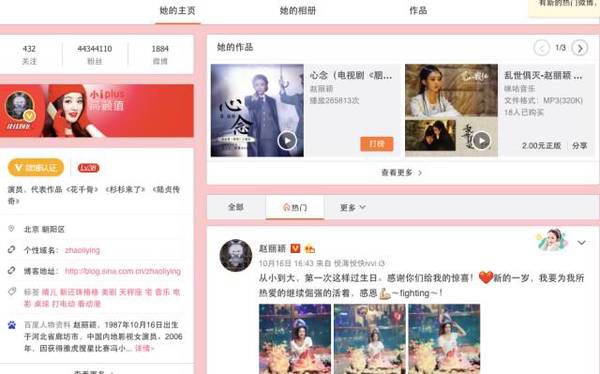 她的主页 她的相册 作品
有新的热门微博,
432 44344110 1884
关注 粉丝 微博
小i plus
高颜值
微博认证 Lv.38
演员，代表作品《花千骨》《杉杉来了》《陆贞传
奇》
北京 朝阳区
个性域名： zhaoliying
博客地址： http://blog.sina.com.cn/zhaoliying
标签 晴儿 新还珠格格 美剧 天秤座 宅 音乐 电
影 桌球 打电动 看动漫
百度人物资料 赵丽颖，1987年10月16日出生
于河北省廊坊市，中国内地影视女演员。2006
年，因获得雅虎搜星比赛冯小... 详情»
查看更多 >
她的作品 1/3
心念
心念（电视剧《胭...
赵丽颖
播放265813次
打榜
乱世俱灭-赵丽颖 ...
咪咕音乐
文件格式：MP3(320K)
18人已购买
2.00元正版 分享
查看更多 >
全部 热门 更多
赵丽颖
10月16日 16:43 来自 悦薄悦快ivvi i3
从小到大，第一次这样过生日。感谢你们给我的惊喜！❤新的一岁，我要为我所
热爱的继续倔强的活着，感恩💪～fighting～！